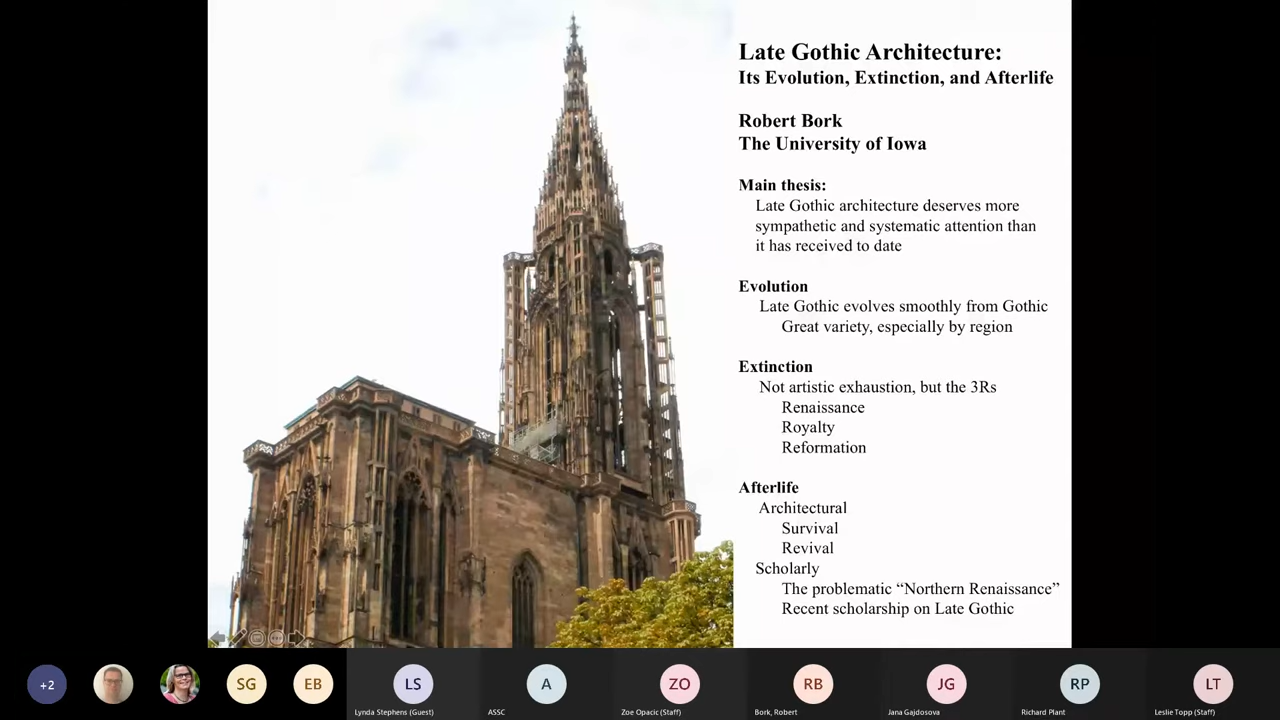 Late Gothic Architecture:
Its Evolution, Extinction, and Afterlife
Robert Bork
The University of Iowa
Main thesis:
Late Gothic architecture deserves more
sympathetic and systematic attention than
it has received to date
Evolution
Late Gothic evolves smoothly from Gothic
Great variety, especially by region
Extinction
Not artistic exhaustion, but the 3Rs
Renaissance
Royalty
Reformation
Afterlife
Architectural
Survival
Revival
Scholarly
The problematic “Northern Renaissance”
Recent scholarship on Late Gothic
+2
SG
EB
LS
A
ZO
RB
JG
RP
LT
Lynda Stephens (Guest)
ASSC
Zoe Opacic (Staff)
Bork, Robert
Jana Gajdosova
Richard Plant
Leslie Topp (Staff)